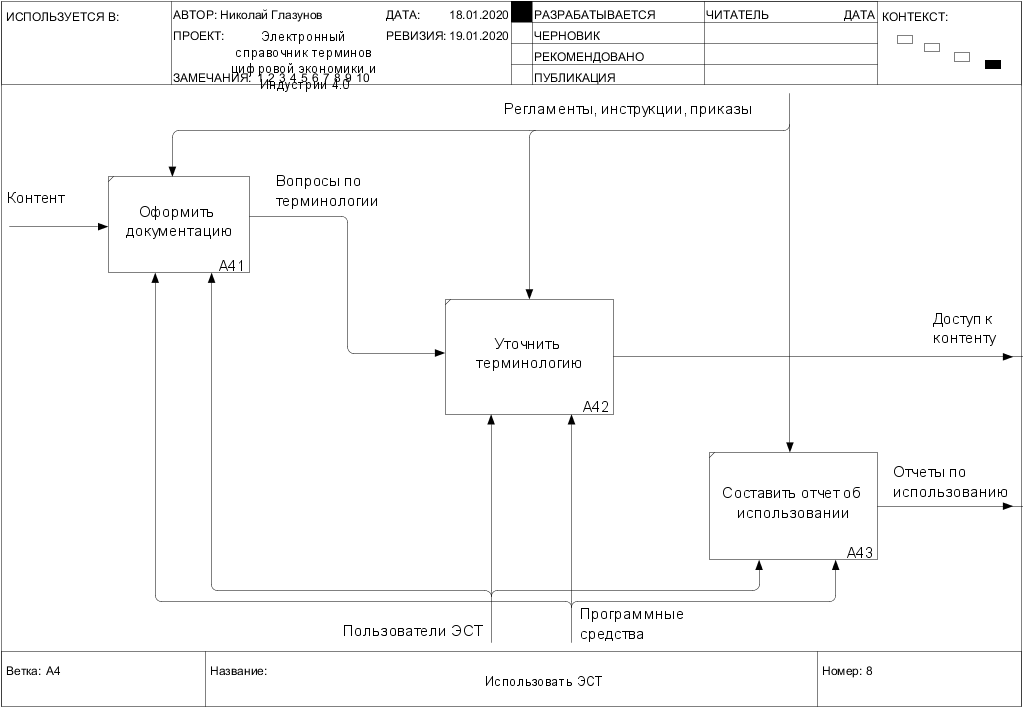 ИСПОЛЬЗУЕТСЯ В:
АВТОР: Николай Глазунов
ДАТА: 18.01.2020
РАЗРАБАТЫВАЕТСЯ
ЧИТАТЕЛЬ
ДАТА
КОНТЕКСТ:
ПРОЕКТ:
Электронный
справочник терминов
цифровой экономики и
Индустрии 4.0
РЕВИЗИЯ: 19.01.2020
ЧЕРНОВИК
РЕКОМЕНДОВАНО
ЗАМЕЧАНИЯ: 1 2 3 4 5 6 7 8 9 10
ПУБЛИКАЦИЯ
Регламенты, инструкции, приказы
Контент
Оформить
документацию
A41
Вопросы по
терминологии
Уточнить
терминологию
A42
Доступ к
контенту
Составить отчет об
использовании
A43
Отчеты по
использованию
Пользователи ЭСТ
Программные
средства
Ветка: A4
Название:
Использовать ЭСТ
Номер: 8